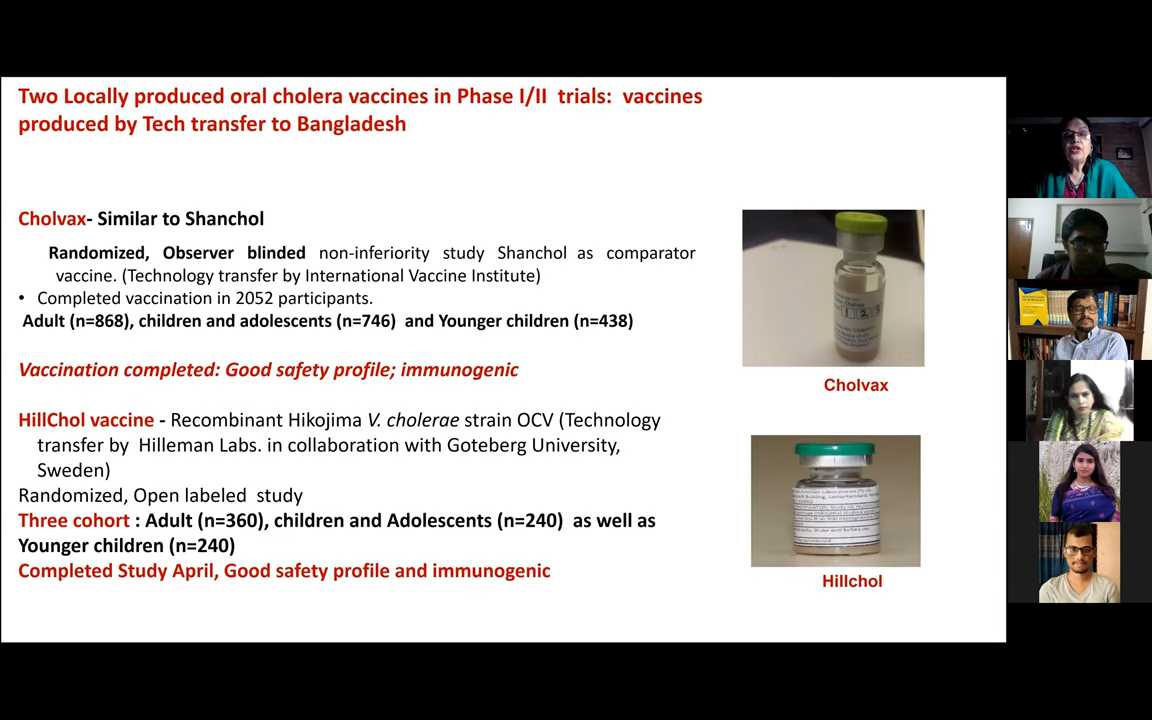 Two Locally produced oral cholera vaccines in Phase I/II trials: vaccines
produced by Tech transfer to Bangladesh
Cholvax- Similar to Shanchol
Randomized, Observer blinded non-inferiority study Shanchol as comparator
vaccine. (Technology transfer by International Vaccine Institute)
• Completed vaccination in 2052 participants.
Adult (n=868), children and adolescents (n=746) and Younger children (n=438)
Vaccination completed: Good safety profile; immunogenic
HillChol vaccine - Recombinant Hikojima V. cholerae strain OCV (Technology
transfer by Hilleman Labs. in collaboration with Goteberg University,
Sweden)
Randomized, Open labeled study
Three cohort : Adult (n=360), children and Adolescents (n=240) as well as
Younger children (n=240)
Completed Study April, Good safety profile and immunogenic
Cholvax
Cholvax
Hillchol